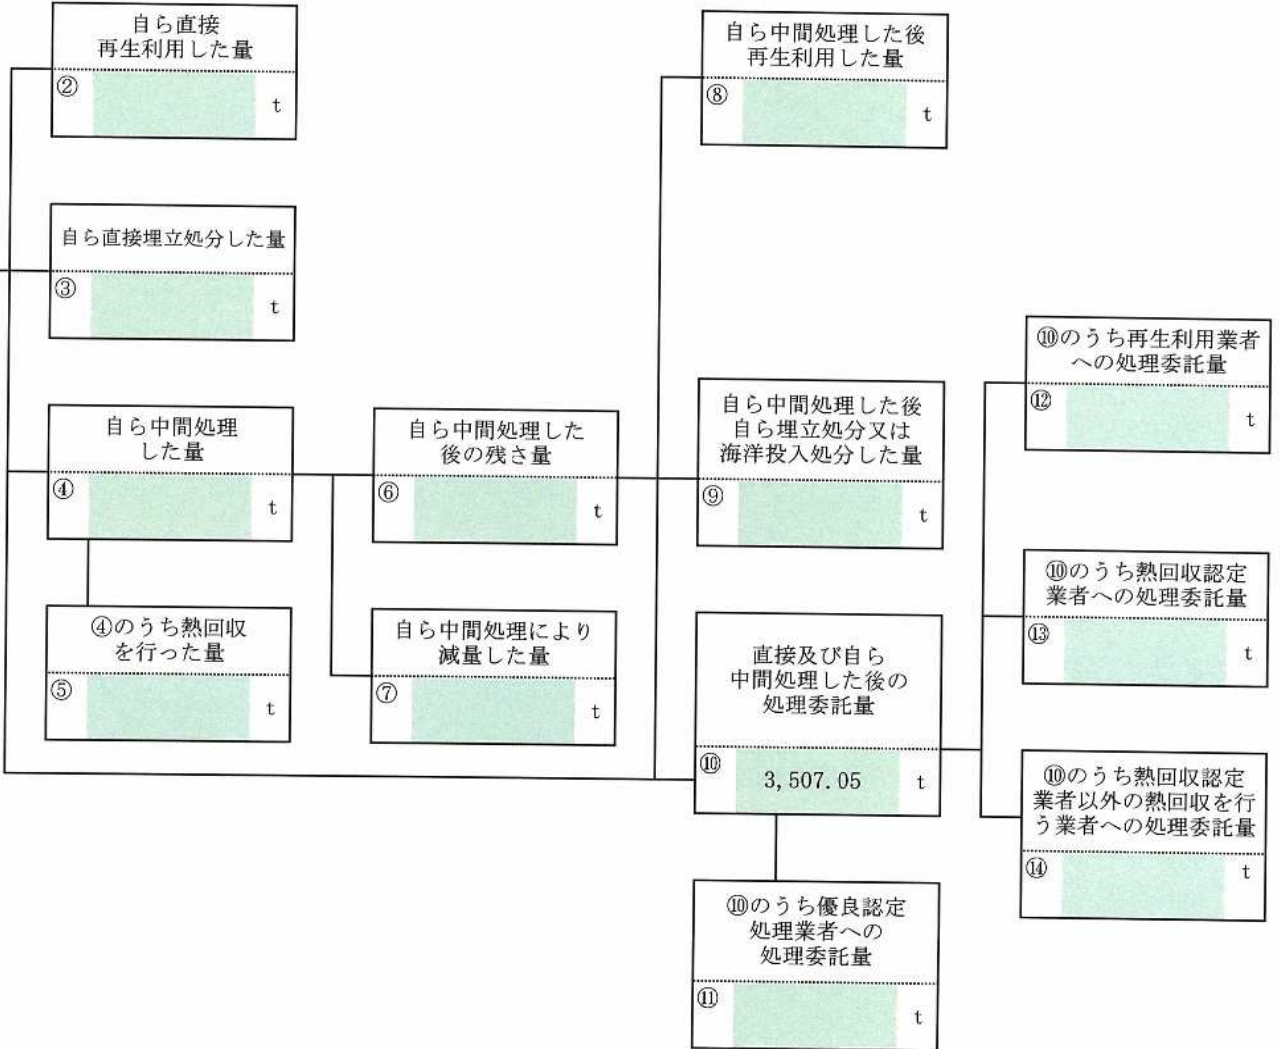 自ら直接
再生利用した量
② t
自ら直接埋立処分した量
③ t
自ら中間処理
した量
④ t
④のうち熱回収
を行った量
⑤ t
自ら中間処理した
後の残さ量
⑥ t
自ら中間処理により
減量した量
⑦ t
自ら中間処理した後
再生利用した量
⑧ t
自ら中間処理した後
自ら埋立処分又は
海洋投入処分した量
⑨ t
直接及び自ら
中間処理した後の
処理委託量
⑩ 3,507.05 t
⑩のうち優良認定
処理業者への
処理委託量
⑪ t
⑩のうち再生利用業者
への処理委託量
⑫ t
⑩のうち熱回収認定
業者への処理委託量
⑬ t
⑩のうち熱回収認定
業者以外の熱回収を行
う業者への処理委託量
⑭ t